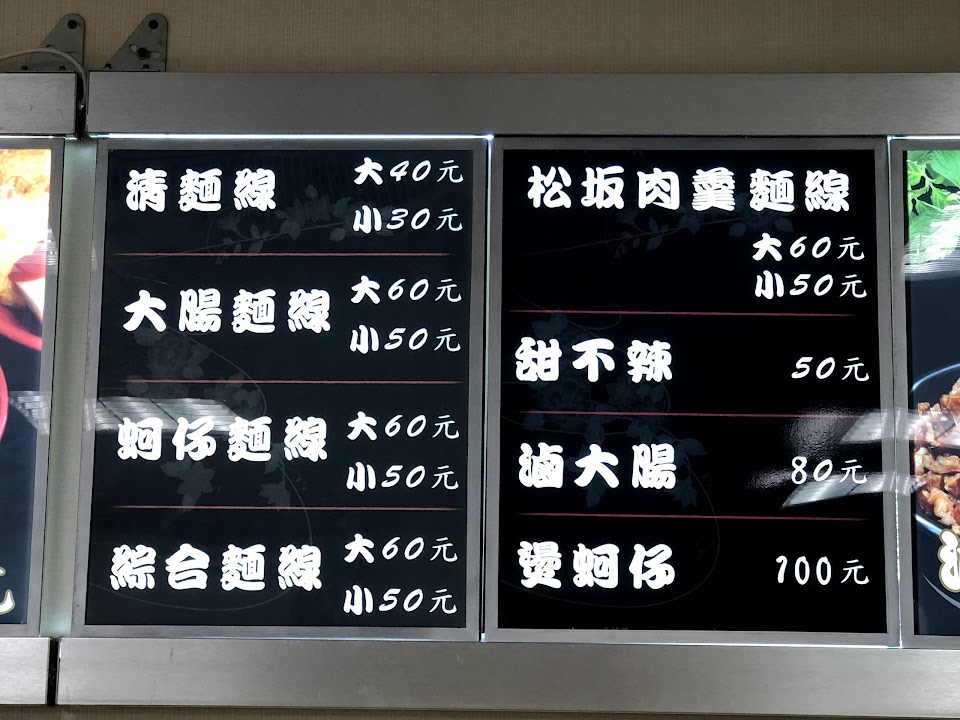 清麵線 大40元
小30元
大腸麵線 大60元
小50元
蚵仔麵線 大60元
小50元
綜合麵線 大60元
小50元
松坂肉羹麵線
大60元
小50元
甜不辣 50元
滷大腸 80元
燙蚵仔 100元
元